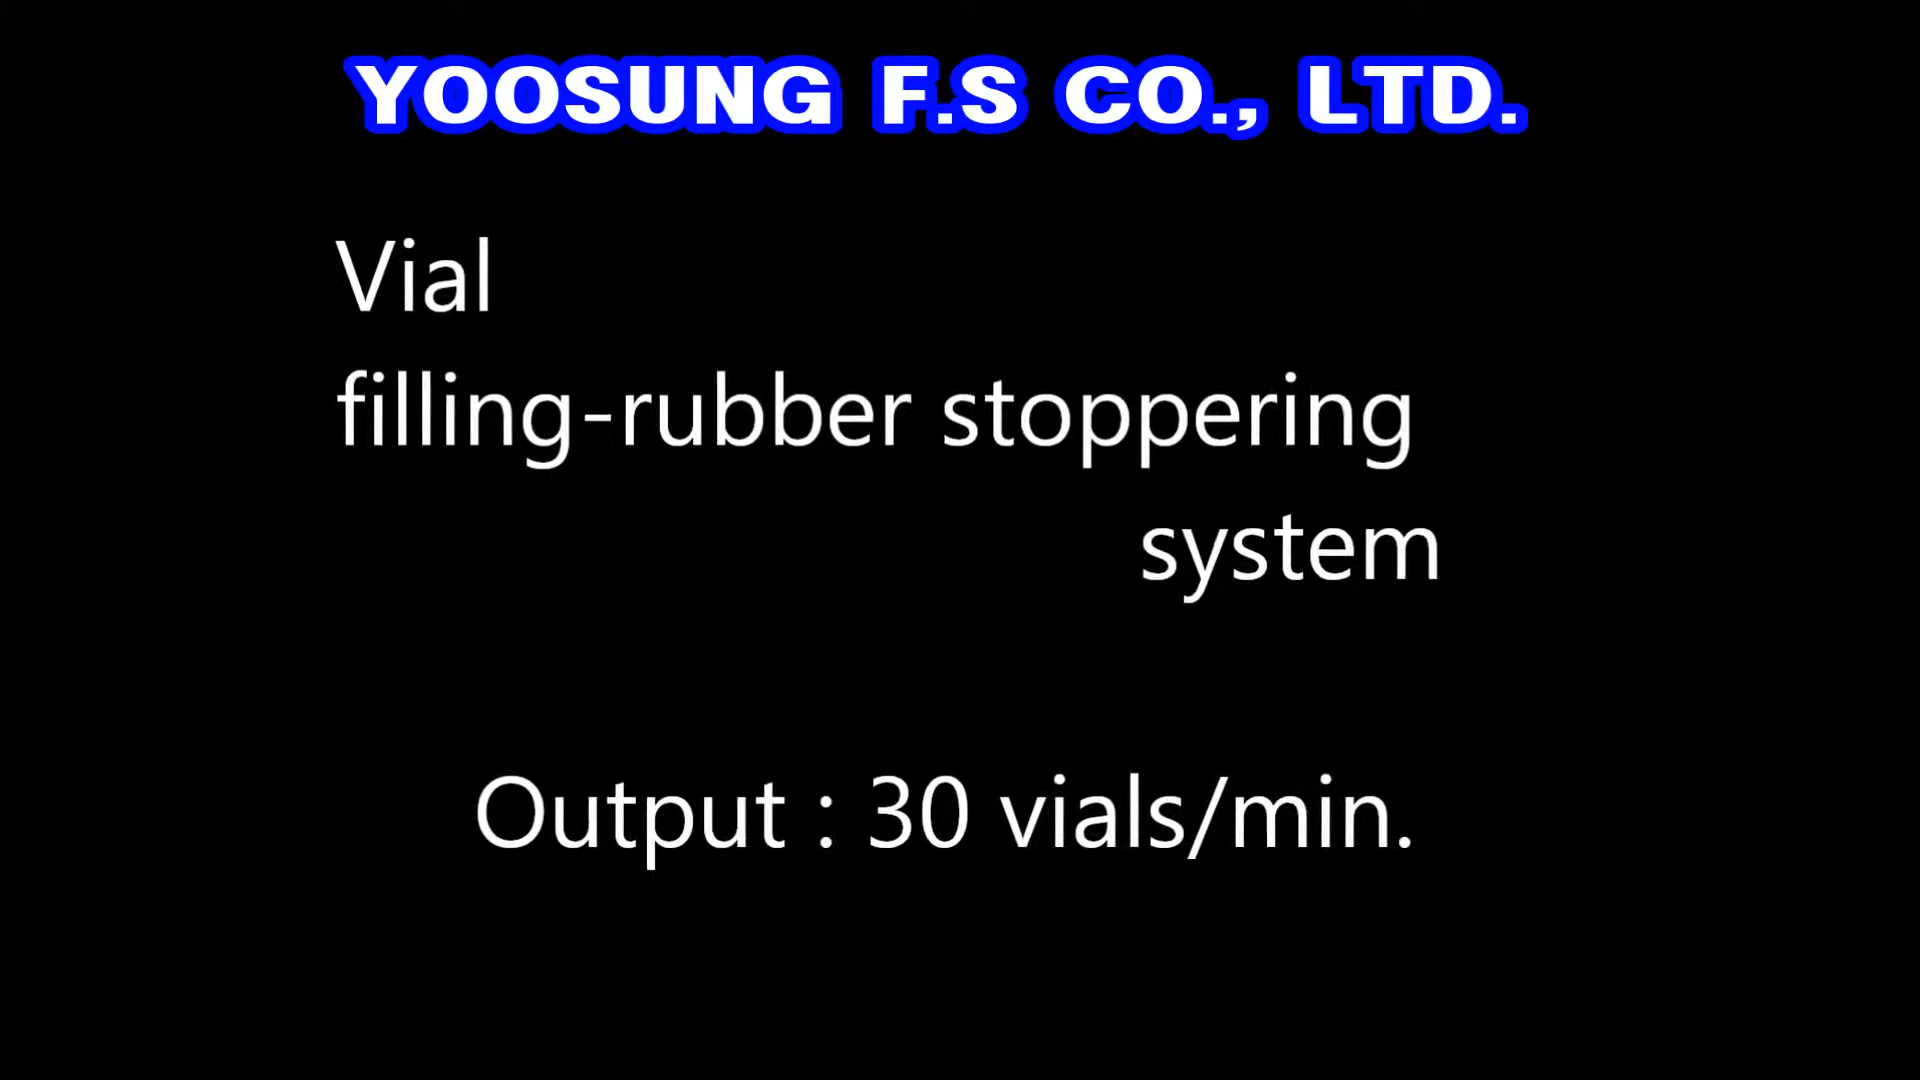 YOOSUNG F.S CO., LTD.
Vial
filling-rubber stoppering
system
Output : 30 vials/min.